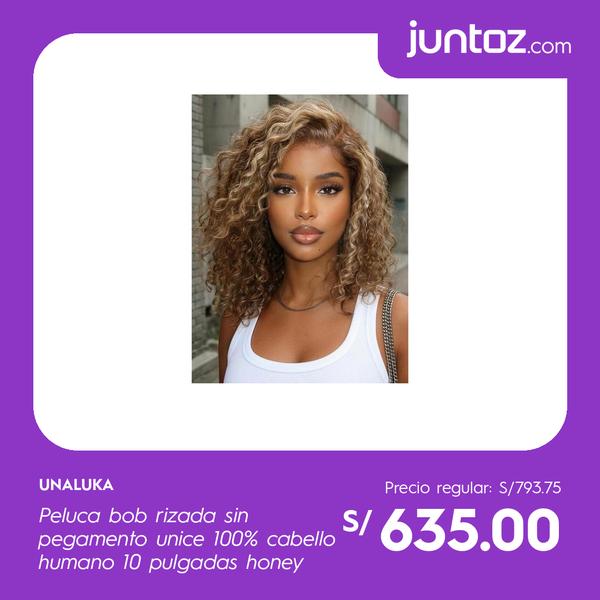 juntoz.com
UNALUKA
Peluca bob rizada sin
pegamento unice 100% cabello
humano 10 pulgadas honey
Precio regular: S/793.75
S/ 635.00